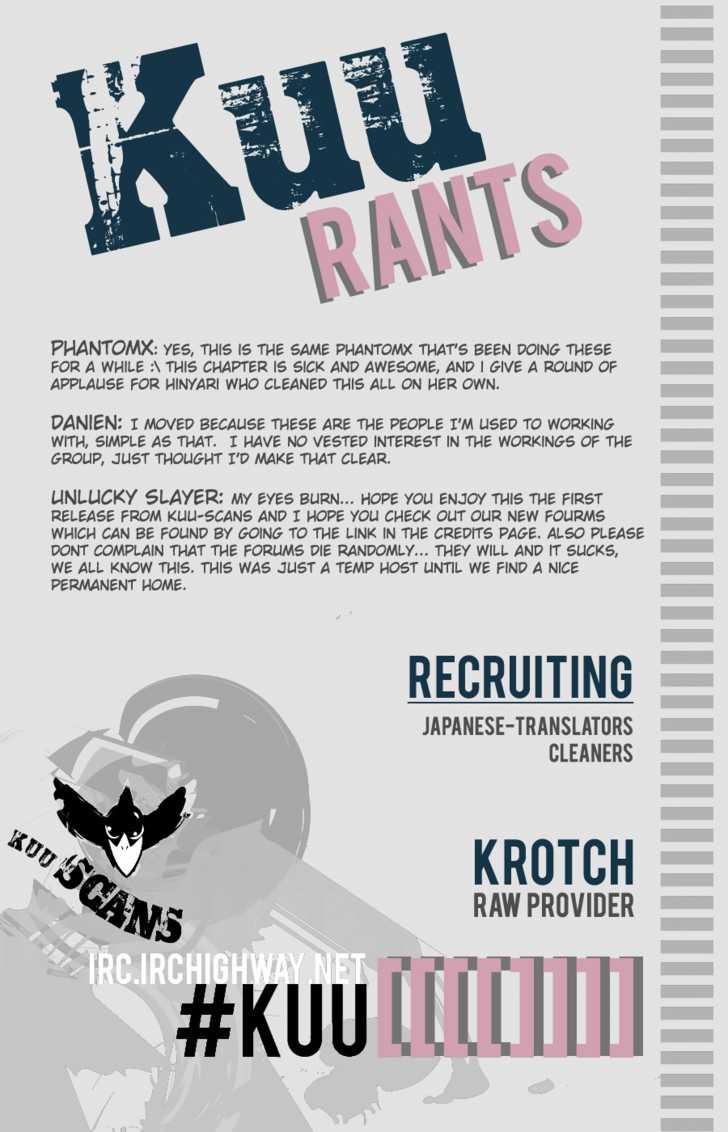 Kuu
RANTS
PHANTOMX: YES, THIS IS THE SAME PHANTOMX THAT'S BEEN DOING THESE
FOR A WHILE :\ THIS CHAPTER IS SICK AND AWESOME, AND I GIVE A ROUND OF
APPLAUSE FOR HINYARI WHO CLEANED THIS ALL ON HER OWN.
DANIEN: I MOVED BECAUSE THESE ARE THE PEOPLE I'M USED TO WORKING
WITH, SIMPLE AS THAT. I HAVE NO VESTED INTEREST IN THE WORKINGS OF THE
GROUP, JUST THOUGHT I'D MAKE THAT CLEAR.
UNLUCKY SLAYER: MY EYES BURN... HOPE YOU ENJOY THIS THE FIRST
RELEASE FROM KUU-SCANS AND I HOPE YOU CHECK OUT OUR NEW FOURMS
WHICH CAN BE FOUND BY GOING TO THE LINK IN THE CREDITS PAGE. ALSO PLEASE
DONT COMPLAIN THAT THE FORUMS DIE RANDOMLY... THEY WILL AND IT SUCKS,
WE ALL KNOW THIS. THIS WAS JUST A TEMP HOST UNTIL WE FIND A NICE
PERMANENT HOME.
RECRUITING
JAPANESE-TRANSLATORS
CLEANERS
KROTCH
RAW PROVIDER
KUU SCANS
IRC.IRCHIGHWAY.NET
#KUU[[[[[]]]]]